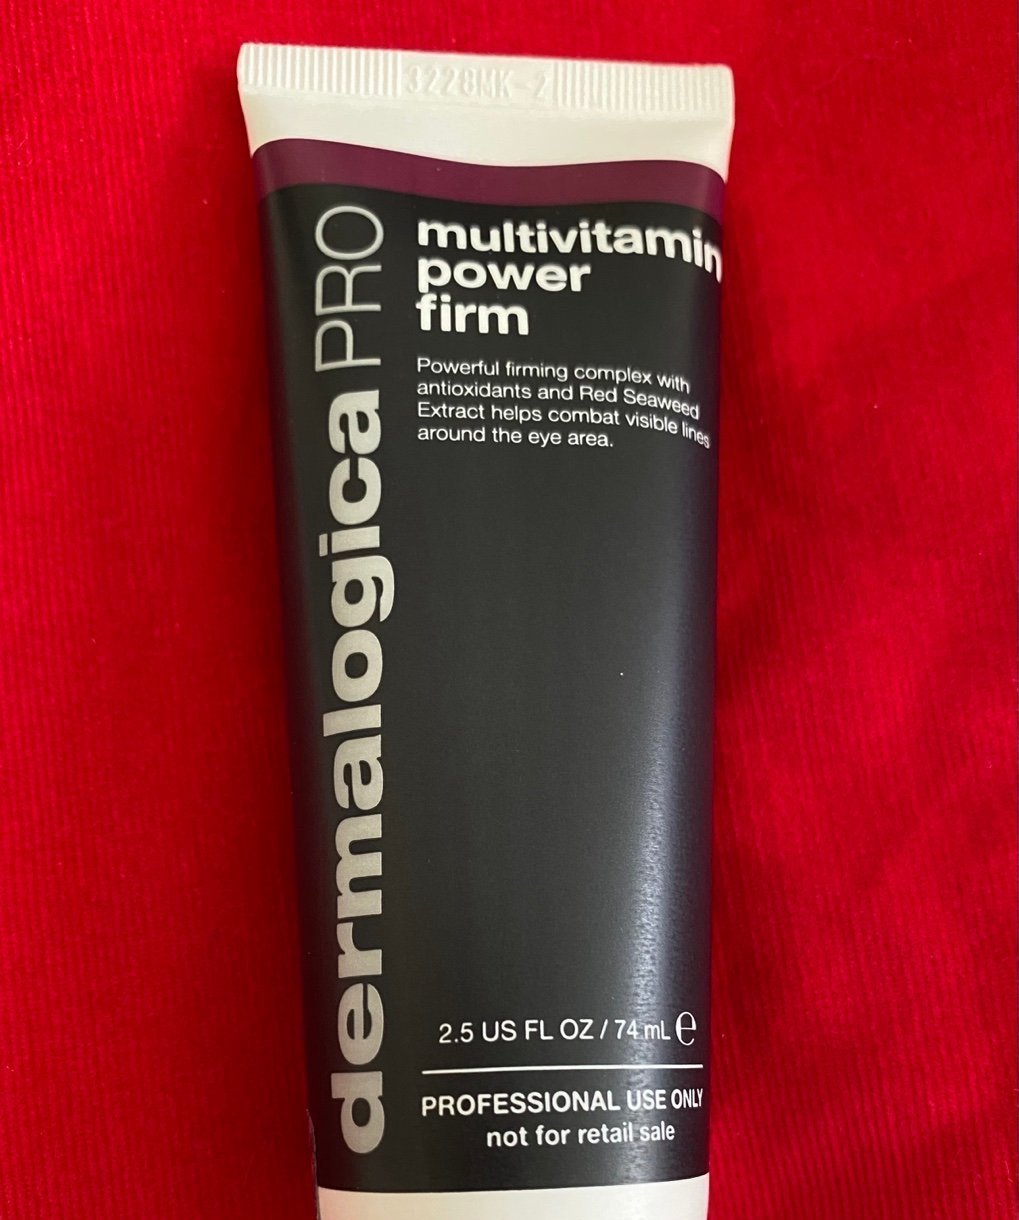 3228MK-2
dermalogica PRO
multivitamin
power
firm
Powerful firming complex with
antioxidants and Red Seaweed
Extract helps combat visible lines
around the eye area.
2.5 US FL OZ / 74 mL ℮
PROFESSIONAL USE ONLY
not for retail sale